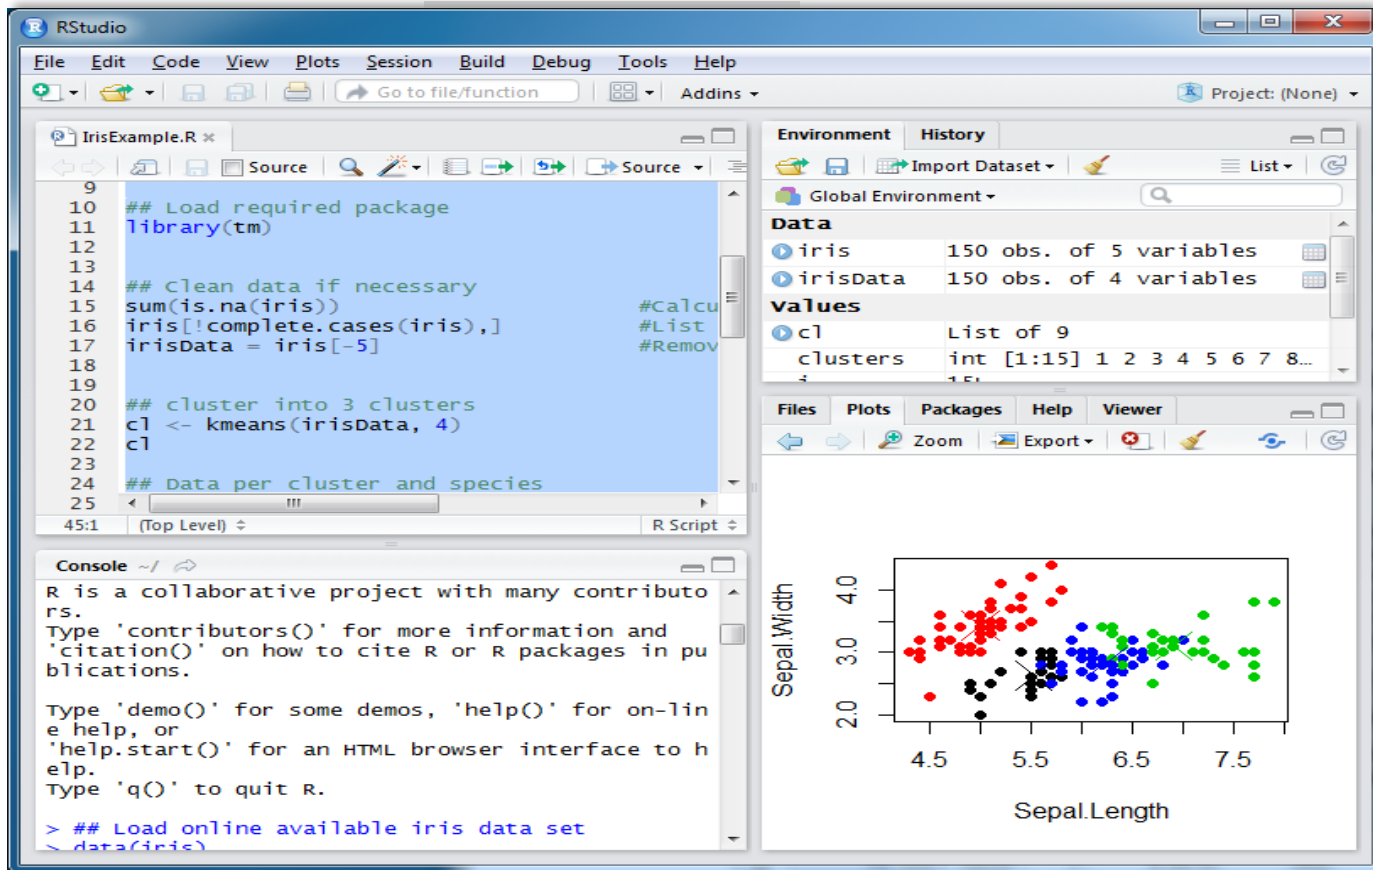 RStudio
File Edit Code View Plots Session Build Debug Tools Help
Go to file/function Addins Project: (None)
IrisExample.R
Source Source
9
10 ## Load required package
11 library(tm)
12
13
14 ## Clean data if necessary
15 sum(is.na(iris)) #Calcu
16 iris[!complete.cases(iris),] #List
17 irisData = iris[-5] #Remov
18
19
20 ## cluster into 3 clusters
21 cl <- kmeans(irisData, 4)
22 cl
23
24 ## Data per cluster and species
25
45:1 (Top Level) R Script
Console ~/
R is a collaborative project with many contributo
rs.
Type 'contributors()' for more information and
'citation()' on how to cite R or R packages in pu
blications.
Type 'demo()' for some demos, 'help()' for on-lin
e help, or
'help.start()' for an HTML browser interface to h
elp.
Type 'q()' to quit R.
> ## Load online available iris data set
> data(iris)
Environment History
Import Dataset List
Global Environment
Data
iris 150 obs. of 5 variables
irisData 150 obs. of 4 variables
Values
cl List of 9
clusters int [1:15] 1 2 3 4 5 6 7 8…
Files Plots Packages Help Viewer
Zoom Export
Sepal.Width
4.0
3.0
2.0
4.5 5.5 6.5 7.5
Sepal.Length